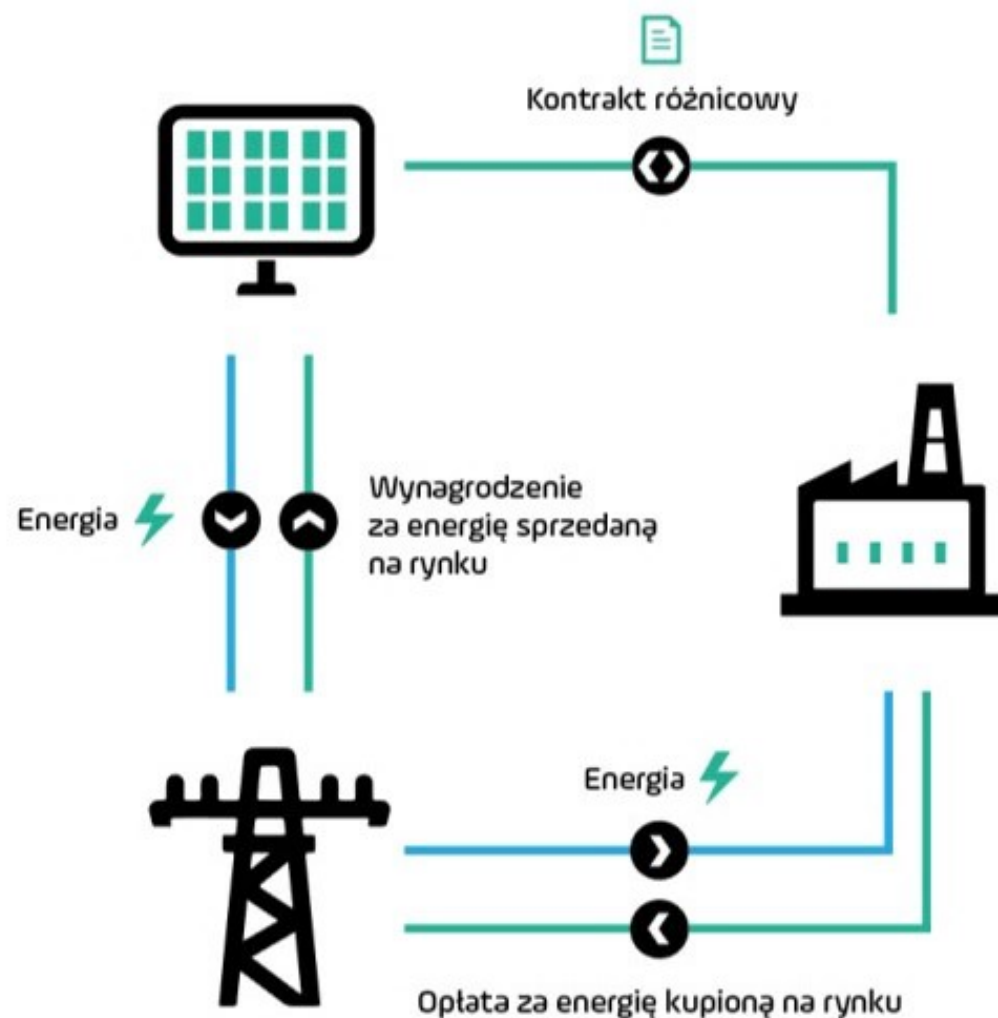 Kontrakt różnicowy
Energia
Wynagrodzenie
za energię sprzedaną
na rynku
Energia
Opłata za energię kupioną na rynku